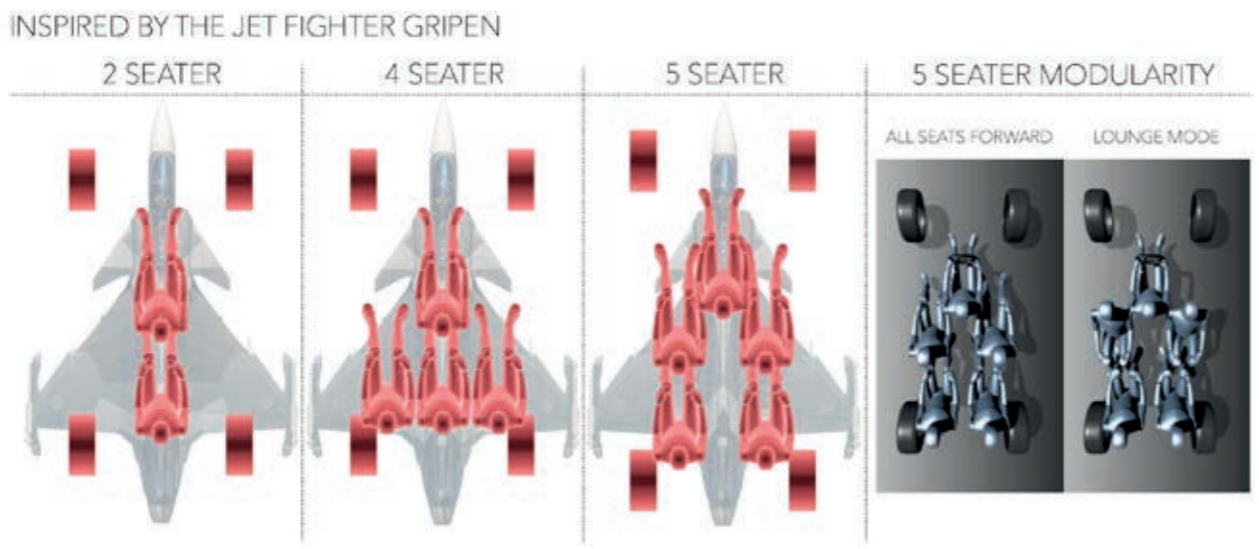 INSPIRED BY THE JET FIGHTER GRIPEN
2 SEATER
4 SEATER
5 SEATER
5 SEATER MODULARITY
ALL SEATS FORWARD
LOUNGE MODE